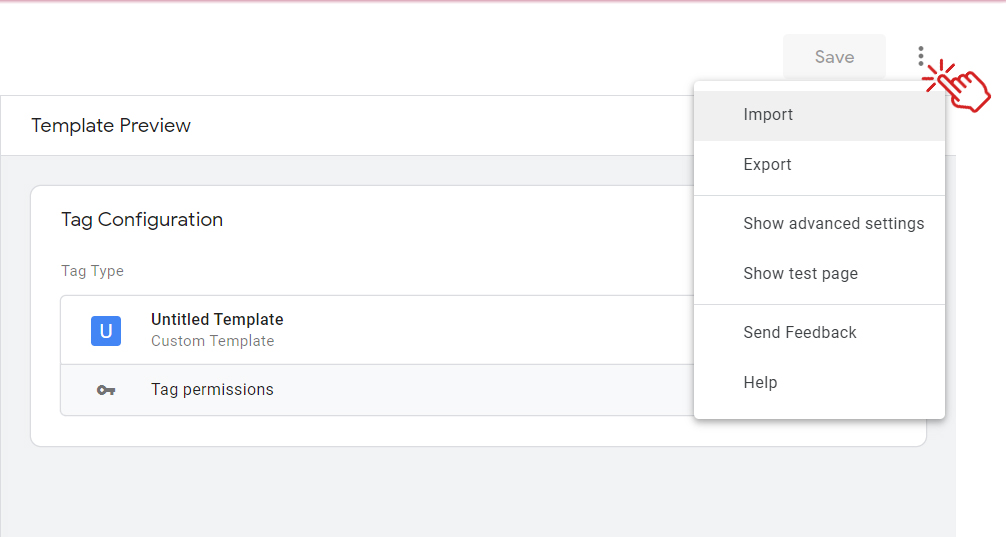 Save
Import
Template Preview
Export
Tag Configuration
Show advanced settings
Tag Type
Show test page
U
Untitled Template
Custom Template
Send Feedback
Tag permissions
Help